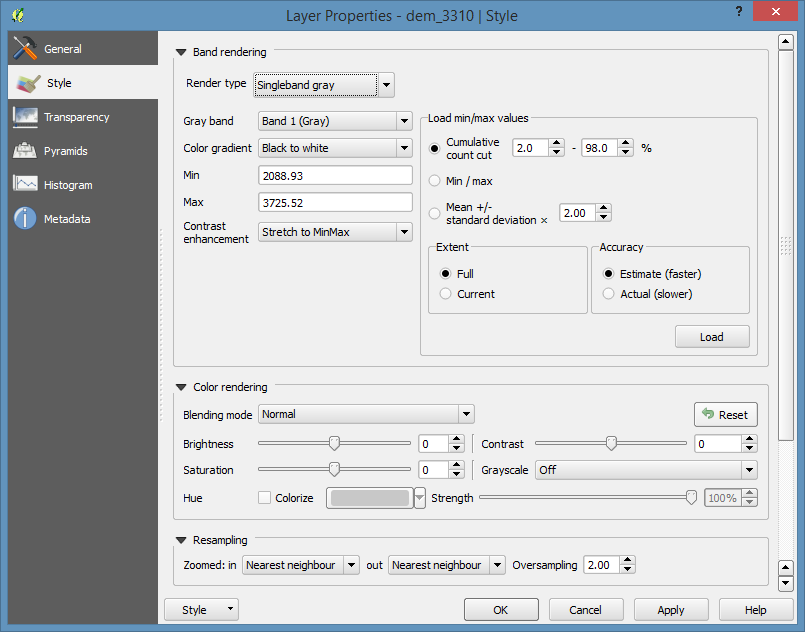 Layer Properties - dem_3310 | Style
?
General
Style
Transparency
Pyramids
Histogram
Metadata
Band rendering
Render type Singleband gray
Gray band Band 1 (Gray)
Color gradient Black to white
Min 2088.93
Max 3725.52
Contrast
enhancement Stretch to MinMax
Load min/max values
Cumulative
count cut 2.0 - 98.0 %
Min / max
Mean +/-
standard deviation × 2.00
Extent
Full
Current
Accuracy
Estimate (faster)
Actual (slower)
Load
Color rendering
Blending mode Normal
Reset
Brightness 0 Contrast 0
Saturation 0 Grayscale Off
Hue Colorize Strength 100%
Resampling
Zoomed: in Nearest neighbour out Nearest neighbour Oversampling 2.00
Style OK Cancel Apply Help